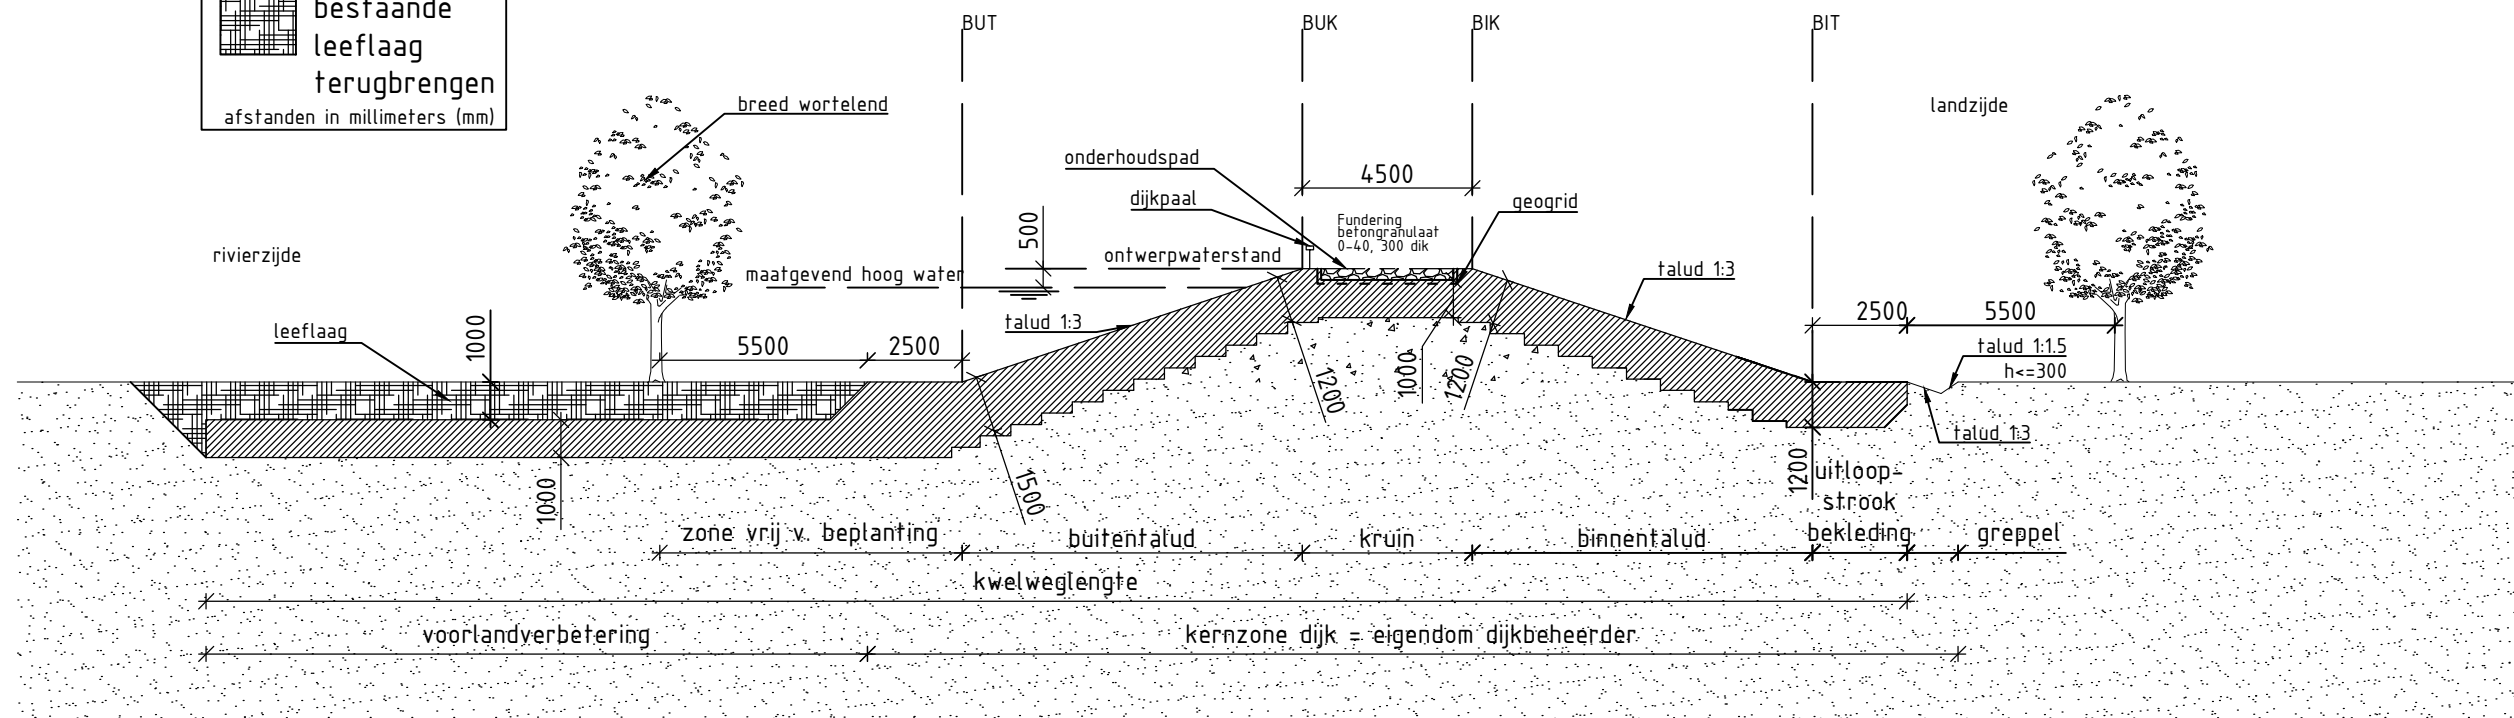 bestaande
leeflaag
terugbrengen
afstanden in millimeters (mm)
BUT
BUK
BIK
BIT
breed wortelend
landzijde
onderhoudspad
4500
dijkpaal
geogrid
Fundering
betongranulaat
0-40, 300 dik
500
rivierzijde
ontwerpwaterstand
maatgevend hoog water
talud 1:3
talud 1:3
leeflaag
1000
5500
2500
2500
5500
talud 1:1.5
h<=300
talud 1:3
1200
1000
1200
1000
1500
1200
uitloop-
strook
bekleding
zone vrij v. beplanting
buitentalud
kruin
binnentalud
greppel
kwelweglengte
voorlandverbetering
kernzone dijk = eigendom dijkbeheerder